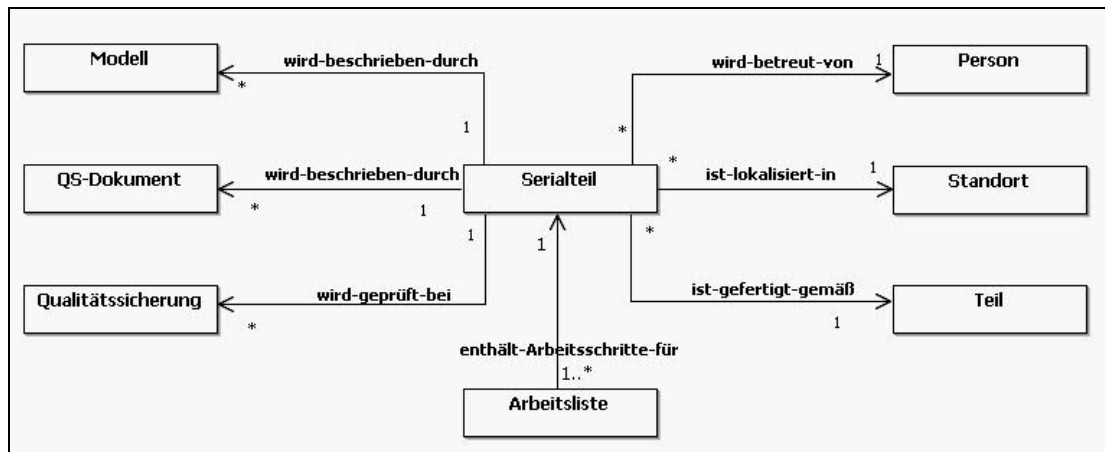 Modell
wird-beschrieben-durch
*
1
wird-betreut-von
1
Person
*
QS-Dokument
wird-beschrieben-durch
*
1
Serialteil
*
ist-lokalisiert-in
1
Standort
Qualitätssicherung
wird-geprüft-bei
*
1
1
*
ist-gefertigt-gemäß
1
Teil
enthält-Arbeitsschritte-für
1..*
Arbeitsliste